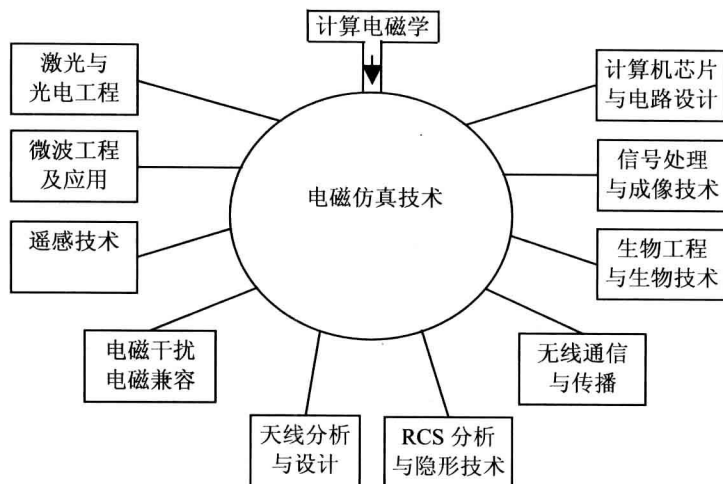 计算电磁学
激光与
光电工程
计算机芯片
与电路设计
微波工程
及应用
信号处理
与成像技术
电磁仿真技术
遥感技术
生物工程
与生物技术
电磁干扰
电磁兼容
无线通信
与传播
天线分析
与设计
RCS 分析
与隐形技术